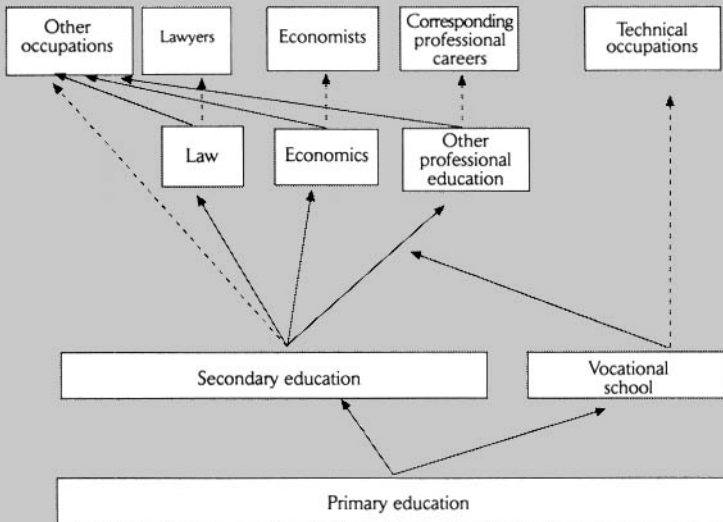 Other
occupations
Lawyers
Economists
Corresponding
professional
careers
Technical
occupations
Law
Economics
Other
professional
education
Secondary education
Vocational
school
Primary education